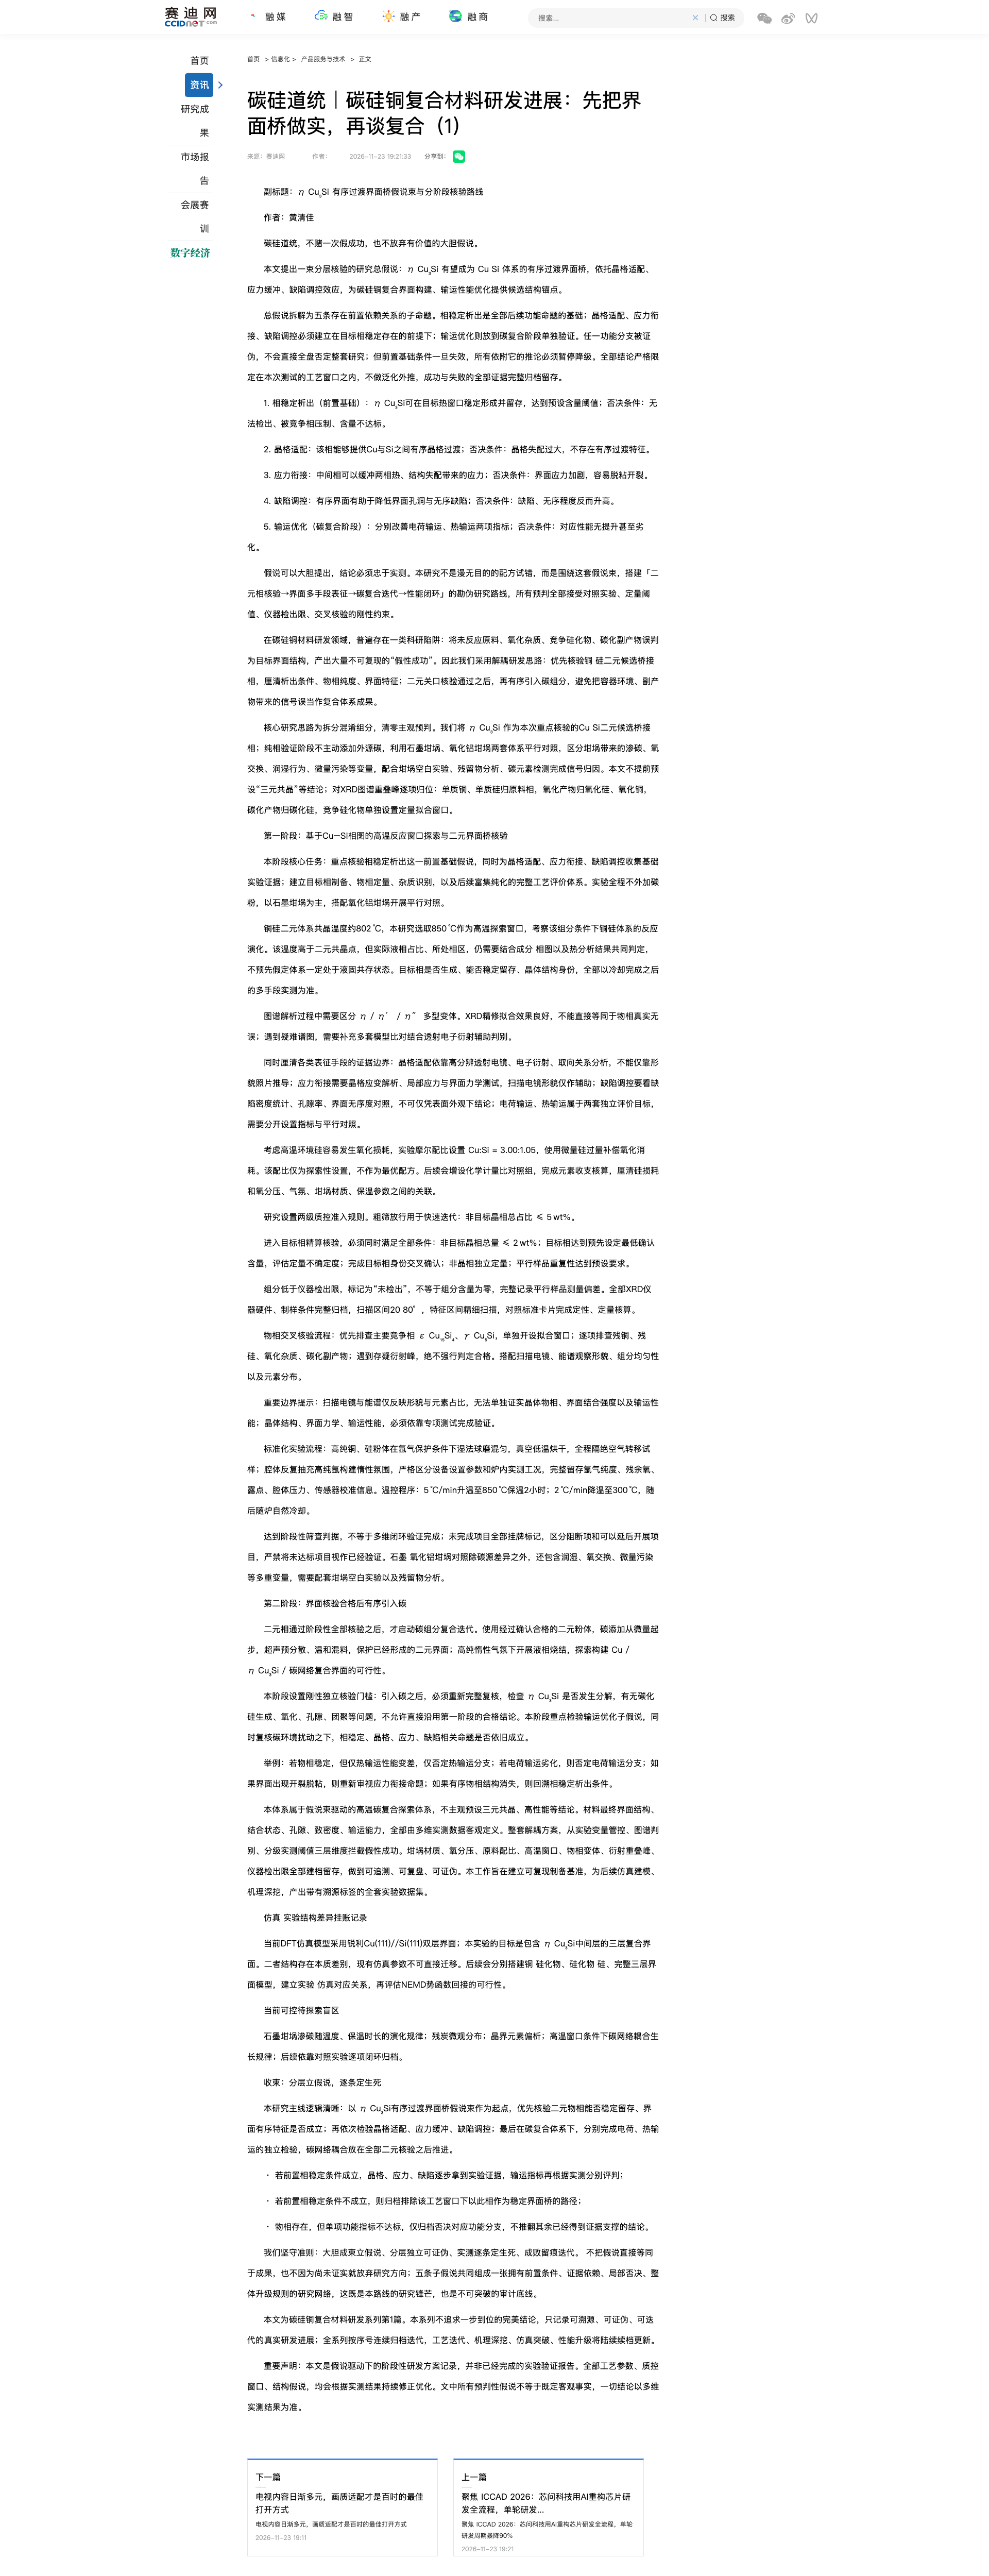 赛迪网
CCIDNET.com
融媒
融智
融产
融商
搜索...
搜索
首页
资讯
研究成
果
市场报
告
会展赛
训
数字经济
首页 > 信息化 > 产品服务与技术 > 正文
碳硅道统｜碳硅铜复合材料研发进展：先把界
面桥做实，再谈复合（1）
来源：赛迪网 作者： 2026-11-23 19:21:33 分享到：
副标题：η Cu₃Si 有序过渡界面桥假说束与分阶段核验路线
作者：黄清佳
碳硅道统，不赌一次假成功，也不放弃有价值的大胆假说。
本文提出一束分层核验的研究总假说：η Cu₃Si 有望成为 Cu Si 体系的有序过渡界面桥，依托晶格适配、
应力缓冲、缺陷调控效应，为碳硅铜复合界面构建、输运性能优化提供候选结构锚点。
总假说拆解为五条存在前置依赖关系的子命题。相稳定析出是全部后续功能命题的基础；晶格适配、应力衔
接、缺陷调控必须建立在目标相稳定存在的前提下；输运优化则放到碳复合阶段单独验证。任一功能分支被证
伪，不会直接全盘否定整套研究；但前置基础条件一旦失效，所有依附它的推论必须暂停降级。全部结论严格限
定在本次测试的工艺窗口之内，不做泛化外推，成功与失败的全部证据完整归档留存。
1. 相稳定析出（前置基础）：η Cu₃Si可在目标热窗口稳定形成并留存，达到预设含量阈值；否决条件：无
法检出、被竞争相压制、含量不达标。
2. 晶格适配：该相能够提供Cu与Si之间有序晶格过渡；否决条件：晶格失配过大，不存在有序过渡特征。
3. 应力衔接：中间相可以缓冲两相热、结构失配带来的应力；否决条件：界面应力加剧，容易脱粘开裂。
4. 缺陷调控：有序界面有助于降低界面孔洞与无序缺陷；否决条件：缺陷、无序程度反而升高。
5. 输运优化（碳复合阶段）：分别改善电荷输运、热输运两项指标；否决条件：对应性能无提升甚至劣
化。
假说可以大胆提出，结论必须忠于实测。本研究不是漫无目的的配方试错，而是围绕这套假说束，搭建「二
元相核验→界面多手段表征→碳复合迭代→性能闭环」的勘伪研究路线，所有预判全部接受对照实验、定量阈
值、仪器检出限、交叉核验的刚性约束。
在碳硅铜材料研发领域，普遍存在一类科研陷阱：将未反应原料、氧化杂质、竞争硅化物、碳化副产物误判
为目标界面结构，产出大量不可复现的“假性成功”。因此我们采用解耦研发思路：优先核验铜 硅二元候选桥接
相，厘清析出条件、物相纯度、界面特征；二元关口核验通过之后，再有序引入碳组分，避免把容器环境、副产
物带来的信号误当作复合体系成果。
核心研究思路为拆分混淆组分，清零主观预判。我们将 η Cu₃Si 作为本次重点核验的Cu Si二元候选桥接
相；纯相验证阶段不主动添加外源碳，利用石墨坩埚、氧化铝坩埚两套体系平行对照，区分坩埚带来的渗碳、氧
交换、润湿行为、微量污染等变量，配合坩埚空白实验、残留物分析、碳元素检测完成信号归因。本文不提前预
设“三元共晶”等结论；对XRD图谱重叠峰逐项归位：单质铜、单质硅归原料相，氧化产物归氧化硅、氧化铜，
碳化产物归碳化硅，竞争硅化物单独设置定量拟合窗口。
第一阶段：基于Cu-Si相图的高温反应窗口探索与二元界面桥核验
本阶段核心任务：重点核验相稳定析出这一前置基础假说，同时为晶格适配、应力衔接、缺陷调控收集基础
实验证据；建立目标相制备、物相定量、杂质识别，以及后续富集纯化的完整工艺评价体系。实验全程不外加碳
粉，以石墨坩埚为主，搭配氧化铝坩埚开展平行对照。
铜硅二元体系共晶温度约802℃，本研究选取850℃作为高温探索窗口，考察该组分条件下铜硅体系的反应
演化。该温度高于二元共晶点，但实际液相占比、所处相区，仍需要结合成分 相图以及热分析结果共同判定，
不预先假定体系一定处于液固共存状态。目标相是否生成、能否稳定留存、晶体结构身份，全部以冷却完成之后
的多手段实测为准。
图谱解析过程中需要区分 η / η′ / η″ 多型变体。XRD精修拟合效果良好，不能直接等同于物相真实无
误；遇到疑难谱图，需要补充多套模型比对结合透射电子衍射辅助判别。
同时厘清各类表征手段的证据边界：晶格适配依靠高分辨透射电镜、电子衍射、取向关系分析，不能仅靠形
貌照片推导；应力衔接需要晶格应变解析、局部应力与界面力学测试，扫描电镜形貌仅作辅助；缺陷调控要看缺
陷密度统计、孔隙率、界面无序度对照，不可仅凭表面外观下结论；电荷输运、热输运属于两套独立评价目标，
需要分开设置指标与平行对照。
考虑高温环境硅容易发生氧化损耗，实验摩尔配比设置 Cu:Si = 3.00:1.05，使用微量硅过量补偿氧化消
耗。该配比仅为探索性设置，不作为最优配方。后续会增设化学计量比对照组，完成元素收支核算，厘清硅损耗
和氧分压、气氛、坩埚材质、保温参数之间的关联。
研究设置两级质控准入规则。粗筛放行用于快速迭代：非目标晶相总占比 ≤ 5 wt%。
进入目标相精算核验，必须同时满足全部条件：非目标晶相总量 ≤ 2 wt%；目标相达到预先设定最低确认
含量，评估定量不确定度；完成目标相身份交叉确认；非晶相独立定量；平行样品重复性达到预设要求。
组分低于仪器检出限，标记为“未检出”，不等于组分含量为零，完整记录平行样品测量偏差。全部XRD仪
器硬件、制样条件完整归档，扫描区间20 80°，特征区间精细扫描，对照标准卡片完成定性、定量核算。
物相交叉核验流程：优先排查主要竞争相 ε Cu₁₅Si₄、γ Cu₅Si，单独开设拟合窗口；逐项排查残铜、残
硅、氧化杂质、碳化副产物；遇到存疑衍射峰，绝不强行判定合格。搭配扫描电镜、能谱观察形貌、组分均匀性
以及元素分布。
重要边界提示：扫描电镜与能谱仅反映形貌与元素占比，无法单独证实晶体物相、界面结合强度以及输运性
能；晶体结构、界面力学、输运性能，必须依靠专项测试完成验证。
标准化实验流程：高纯铜、硅粉体在氩气保护条件下湿法球磨混匀，真空低温烘干，全程隔绝空气转移试
样；腔体反复抽充高纯氩构建惰性氛围，严格区分设备设置参数和炉内实测工况，完整留存氩气纯度、残余氧、
露点、腔体压力、传感器校准信息。温控程序：5℃/min升温至850℃保温2小时；2℃/min降温至300℃，随
后随炉自然冷却。
达到阶段性筛查判据，不等于多维闭环验证完成；未完成项目全部挂牌标记，区分阻断项和可以延后开展项
目，严禁将未达标项目视作已经验证。石墨 氧化铝坩埚对照除碳源差异之外，还包含润湿、氧交换、微量污染
等多重变量，需要配套坩埚空白实验以及残留物分析。
第二阶段：界面核验合格后有序引入碳
二元相通过阶段性全部核验之后，才启动碳组分复合迭代。使用经过确认合格的二元粉体，碳添加从微量起
步，超声预分散、温和混料，保护已经形成的二元界面；高纯惰性气氛下开展液相烧结，探索构建 Cu /
η Cu₃Si / 碳网络复合界面的可行性。
本阶段设置刚性独立核验门槛：引入碳之后，必须重新完整复核，检查 η Cu₃Si 是否发生分解，有无碳化
硅生成、氧化、孔隙、团聚等问题，不允许直接沿用第一阶段的合格结论。本阶段重点检验输运优化子假说，同
时复核碳环境扰动之下，相稳定、晶格、应力、缺陷相关命题是否依旧成立。
举例：若物相稳定，但仅热输运性能变差，仅否定热输运分支；若电荷输运劣化，则否定电荷输运分支；如
果界面出现开裂脱粘，则重新审视应力衔接命题；如果有序物相结构消失，则回溯相稳定析出条件。
本体系属于假说束驱动的高温碳复合探索体系，不主观预设三元共晶、高性能等结论。材料最终界面结构、
结合状态、孔隙、致密度、输运能力，全部由多维实测数据客观定义。整套解耦方案，从实验变量管控、图谱判
别、分级实测阈值三层维度拦截假性成功。坩埚材质、氧分压、原料配比、高温窗口、物相变体、衍射重叠峰、
仪器检出限全部建档留存，做到可追溯、可复盘、可证伪。本工作旨在建立可复现制备基准，为后续仿真建模、
机理深挖，产出带有溯源标签的全套实验数据集。
仿真 实验结构差异挂账记录
当前DFT仿真模型采用锐利Cu(111)//Si(111)双层界面；本实验的目标是包含 η Cu₃Si中间层的三层复合界
面。二者结构存在本质差别，现有仿真参数不可直接迁移。后续会分别搭建铜 硅化物、硅化物 硅、完整三层界
面模型，建立实验 仿真对应关系，再评估NEMD势函数回接的可行性。
当前可控待探索盲区
石墨坩埚渗碳随温度、保温时长的演化规律；残炭微观分布；晶界元素偏析；高温窗口条件下碳网络耦合生
长规律；后续依靠对照实验逐项闭环归档。
收束：分层立假说，逐条定生死
本研究主线逻辑清晰：以 η Cu₃Si有序过渡界面桥假说束作为起点，优先核验二元物相能否稳定留存、界
面有序特征是否成立；再依次检验晶格适配、应力缓冲、缺陷调控；最后在碳复合体系下，分别完成电荷、热输
运的独立检验，碳网络耦合放在全部二元核验之后推进。
· 若前置相稳定条件成立，晶格、应力、缺陷逐步拿到实验证据，输运指标再根据实测分别评判；
· 若前置相稳定条件不成立，则归档排除该工艺窗口下以此相作为稳定界面桥的路径；
· 物相存在，但单项功能指标不达标，仅归档否决对应功能分支，不推翻其余已经得到证据支撑的结论。
我们坚守准则：大胆成束立假说、分层独立可证伪、实测逐条定生死、成败留痕迭代。 不把假说直接等同
于成果，也不因为尚未证实就放弃研究方向；五条子假说共同组成一张拥有前置条件、证据依赖、局部否决、整
体升级规则的研究网络，这既是本路线的研究锋芒，也是不可突破的审计底线。
本文为碳硅铜复合材料研发系列第1篇。本系列不追求一步到位的完美结论，只记录可溯源、可证伪、可迭
代的真实研发进展；全系列按序号连续归档迭代，工艺迭代、机理深挖、仿真突破、性能升级将陆续续档更新。
重要声明：本文是假说驱动下的阶段性研发方案记录，并非已经完成的实验验证报告。全部工艺参数、质控
窗口、结构假说，均会根据实测结果持续修正优化。文中所有预判性假说不等于既定客观事实，一切结论以多维
实测结果为准。
下一篇
电视内容日渐多元，画质适配才是百吋的最佳
打开方式
电视内容日渐多元，画质适配才是百吋的最佳打开方式
2026-11-23 19:11
上一篇
聚焦 ICCAD 2026：芯问科技用AI重构芯片研
发全流程，单轮研发...
聚焦 ICCAD 2026：芯问科技用AI重构芯片研发全流程，单轮
研发周期暴降90%
2026-11-23 19:21